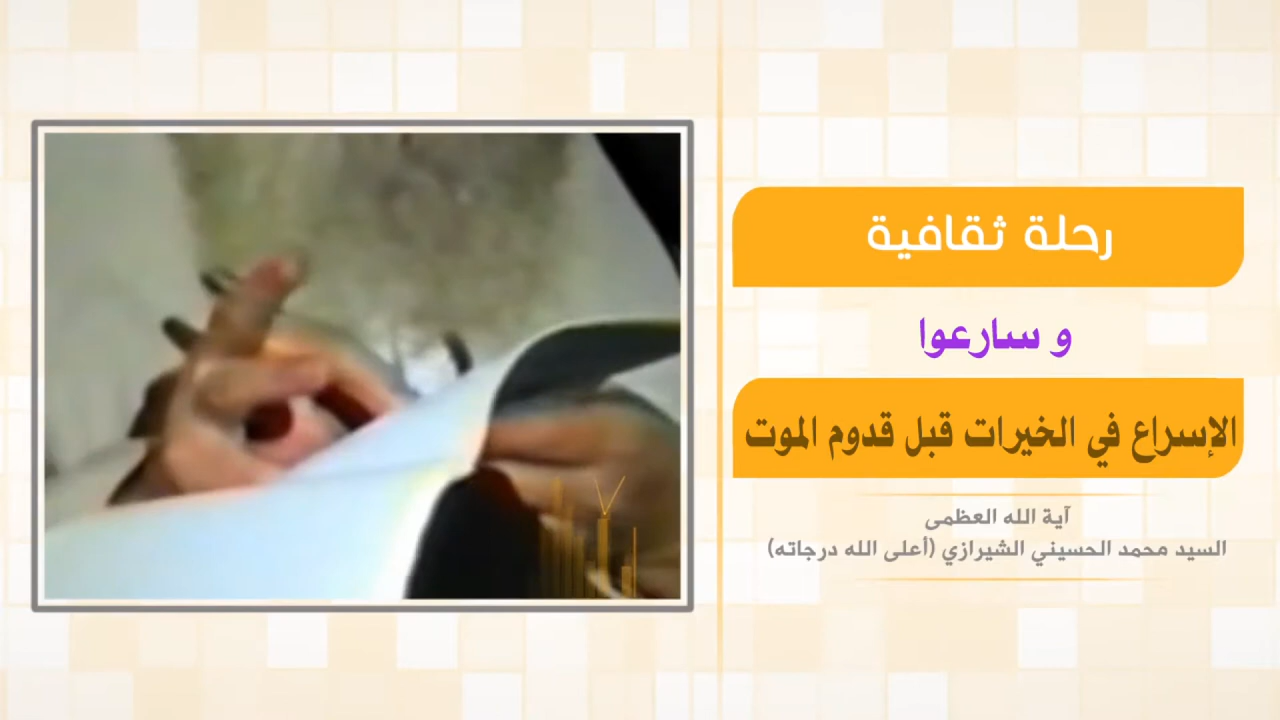 رحلة ثقافية
و سارعوا
الإسراع في الخيرات قبل قدوم الموت
آية الله العظمى
السيد محمد الحسيني الشيرازي (أعلى الله درجاته)